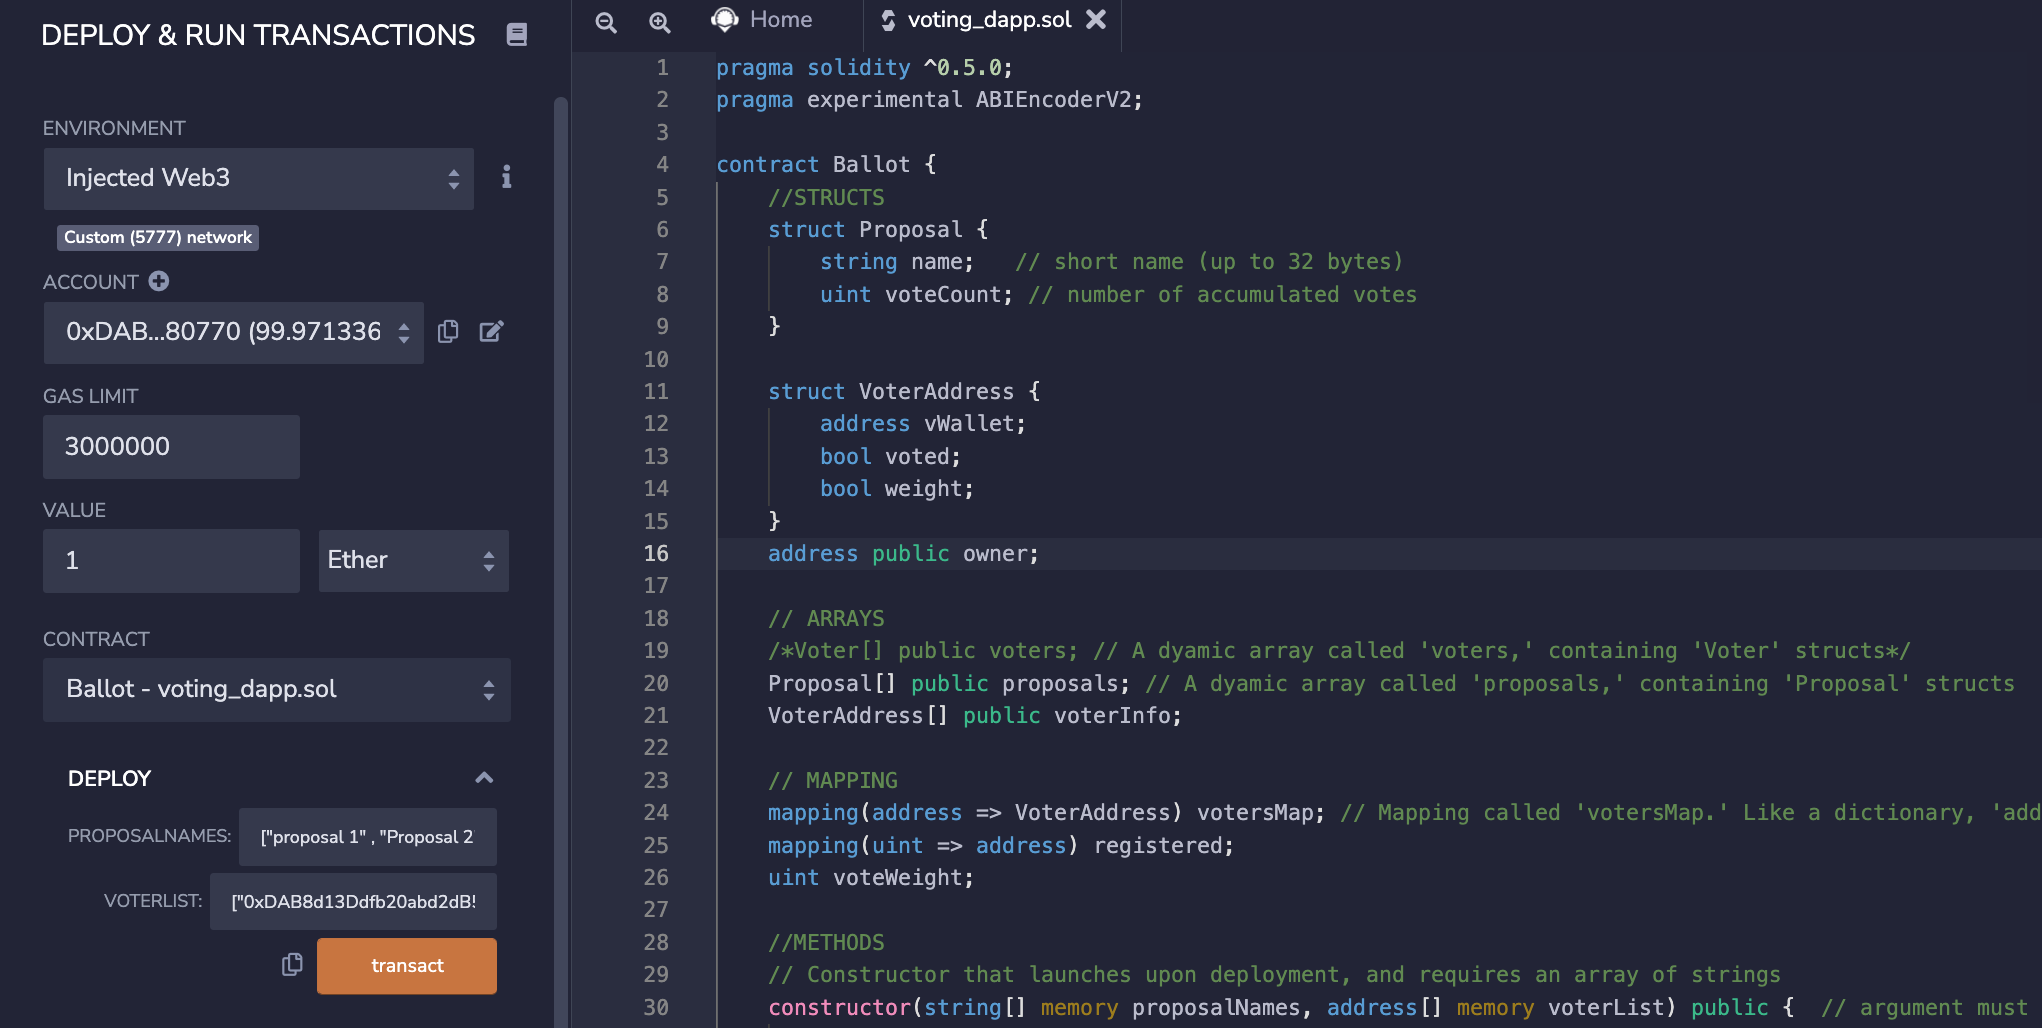 DEPLOY & RUN TRANSACTIONS
ENVIRONMENT
Injected Web3
Custom (5777) network
ACCOUNT
0xDAB...80770 (99.971336
GAS LIMIT
3000000
VALUE
1
Ether
CONTRACT
Ballot - voting_dapp.sol
DEPLOY
PROPOSALNAMES:
["proposal 1" , "Proposal 2
VOTERLIST:
["0xDAB8d13Ddfb20abd2dB
transact
Home
voting_dapp.sol
1 pragma solidity ^0.5.0;
2 pragma experimental ABIEncoderV2;
3
4 contract Ballot {
5 //STRUCTS
6 struct Proposal {
7 string name; // short name (up to 32 bytes)
8 uint voteCount; // number of accumulated votes
9 }
10
11 struct VoterAddress {
12 address vWallet;
13 bool voted;
14 bool weight;
15 }
16 address public owner;
17
18 // ARRAYS
19 /*Voter[] public voters; // A dyamic array called 'voters,' containing 'Voter' structs*/
20 Proposal[] public proposals; // A dyamic array called 'proposals,' containing 'Proposal' structs
21 VoterAddress[] public voterInfo;
22
23 // MAPPING
24 mapping(address => VoterAddress) votersMap; // Mapping called 'votersMap.' Like a dictionary, 'add
25 mapping(uint => address) registered;
26 uint voteWeight;
27
28 //METHODS
29 // Constructor that launches upon deployment, and requires an array of strings
30 constructor(string[] memory proposalNames, address[] memory voterList) public { // argument must